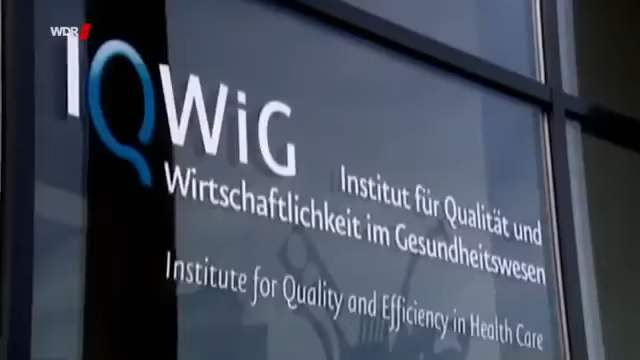 WDR
IQWiG
Institut für Qualität und
Wirtschaftlichkeit im Gesundheitswesen
Institute for Quality and Efficiency in Health Care